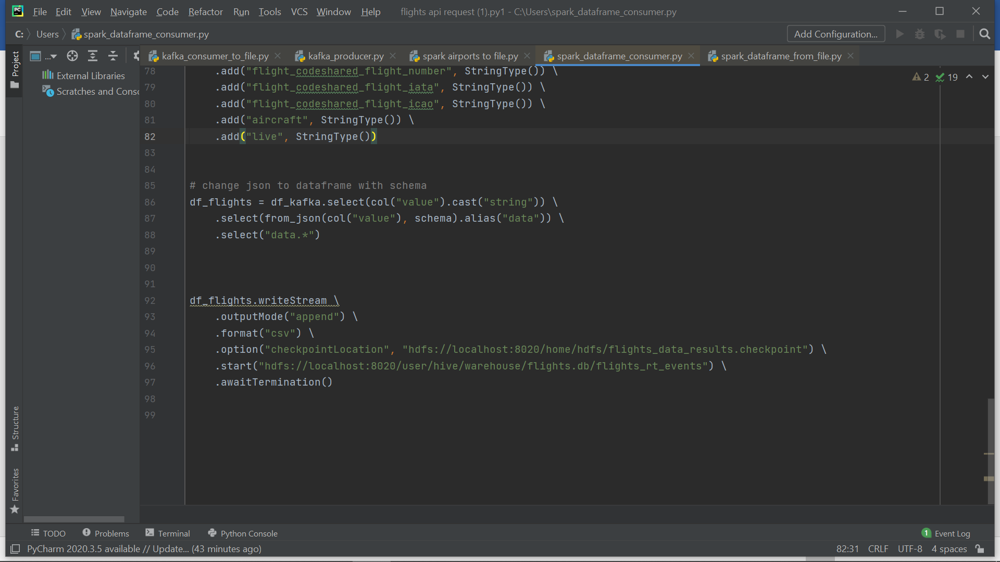 PC File Edit View Navigate Code Refactor Run Tools VCS Window Help flights api request (1).py1 - C:\Users\spark_dataframe_consumer.py
C: Users spark_dataframe_consumer.py Add Configuration...
Project ... kafka_consumer_to_file.py kafka_producer.py spark airports to file.py spark_dataframe_consumer.py spark_dataframe_from_file.py
External Libraries
Scratches and Consc
2 19
78 .add("flight_codeshared_flight_number", StringType()) \
79 .add("flight_codeshared_flight_iata", StringType()) \
80 .add("flight_codeshared_flight_icao", StringType()) \
81 .add("aircraft", StringType()) \
82 .add("live", StringType())
83
84
85 # change json to dataframe with schema
86 df_flights = df_kafka.select(col("value").cast("string")) \
87 .select(from_json(col("value"), schema).alias("data")) \
88 .select("data.*")
89
90
91
92 df_flights.writeStream \
93 .outputMode("append") \
94 .format("csv") \
95 .option("checkpointLocation", "hdfs://localhost:8020/home/hdfs/flights_data_results.checkpoint") \
96 .start("hdfs://localhost:8020/user/hive/warehouse/flights.db/flights_rt_events") \
97 .awaitTermination()
98
99
Structure
Favorites
TODO Problems Terminal Python Console 1 Event Log
PyCharm 2020.3.5 available // Update... (43 minutes ago) 82:31 CRLF UTF-8 4 spaces